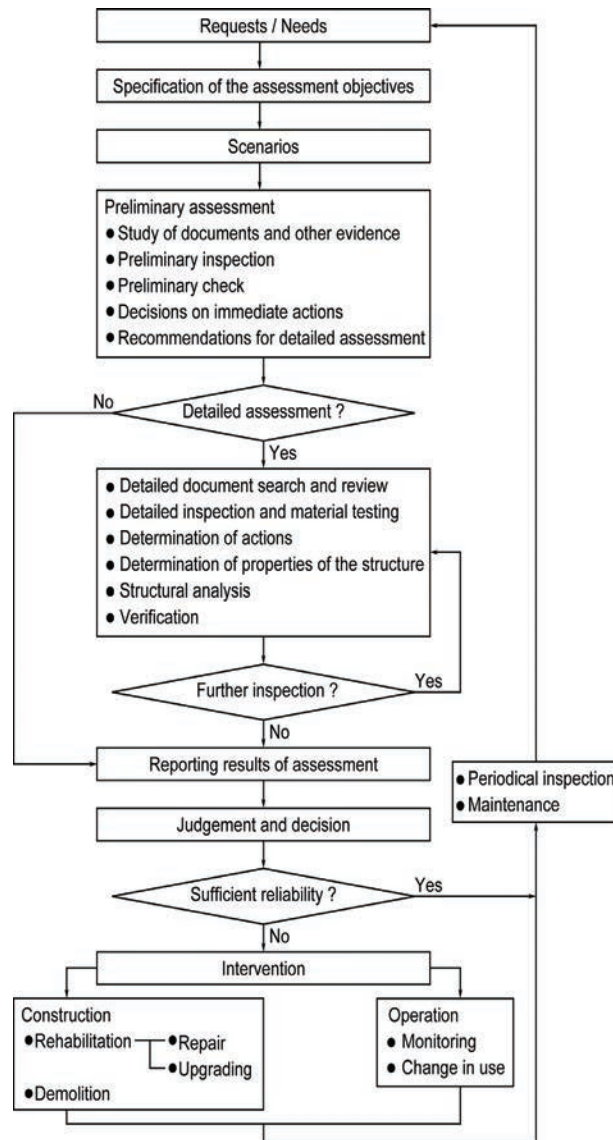 Requests / Needs
Specification of the assessment objectives
Scenarios
Preliminary assessment
● Study of documents and other evidence
● Preliminary inspection
● Preliminary check
● Decisions on immediate actions
● Recommendations for detailed assessment
No
Detailed assessment ?
Yes
● Detailed document search and review
● Detailed inspection and material testing
● Determination of actions
● Determination of properties of the structure
● Structural analysis
● Verification
Further inspection ?
Yes
No
Reporting results of assessment
● Periodical inspection
● Maintenance
Judgement and decision
Sufficient reliability ?
Yes
No
Intervention
Construction
● Rehabilitation
● Repair
● Upgrading
● Demolition
Operation
● Monitoring
● Change in use